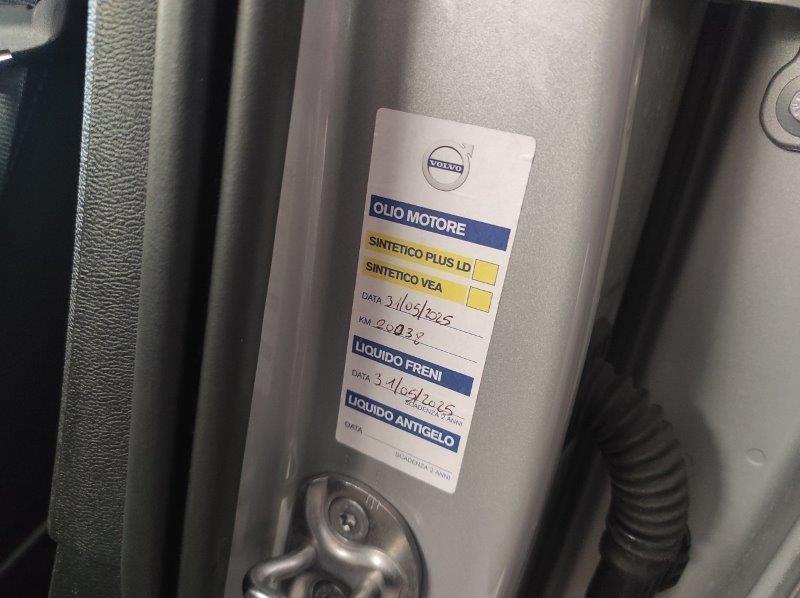 VOLVO
OLIO MOTORE
SINTETICO PLUS LD
SINTETICO VEA
DATA 31/05/2025
KM 20038
LIQUIDO FRENI
DATA 31/05/2025
SCADENZA 2 ANNI
LIQUIDO ANTIGELO
DATA
SCADENZA 2 ANNI